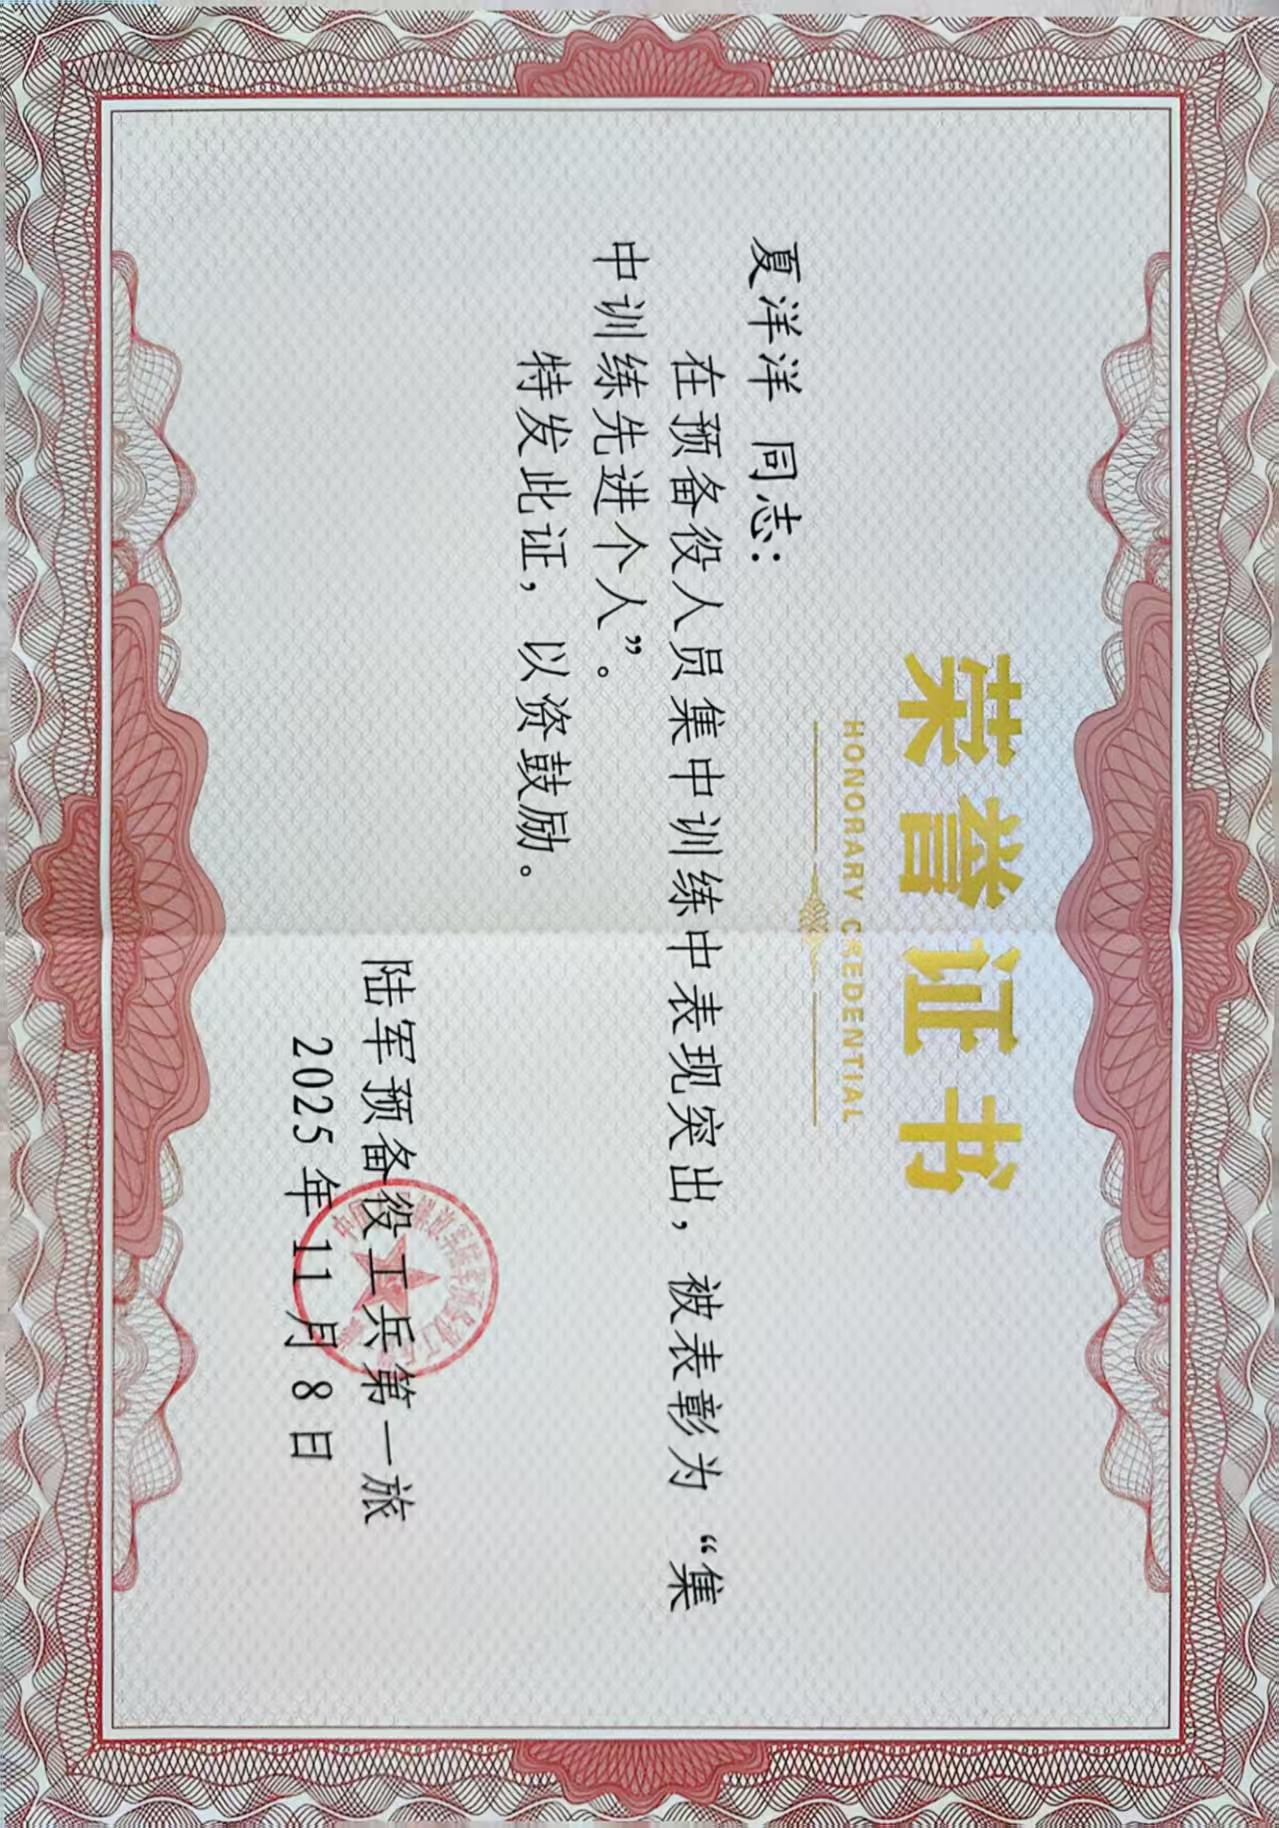 荣誉证书
HONORARY CREDENTIAL
夏洋洋 同志：
在预备役人员集中训练中表现突出，被表彰为“集
中训练先进个人”。
特发此证，以资鼓励。
陆军预备役工兵第一旅
2025年11月8日